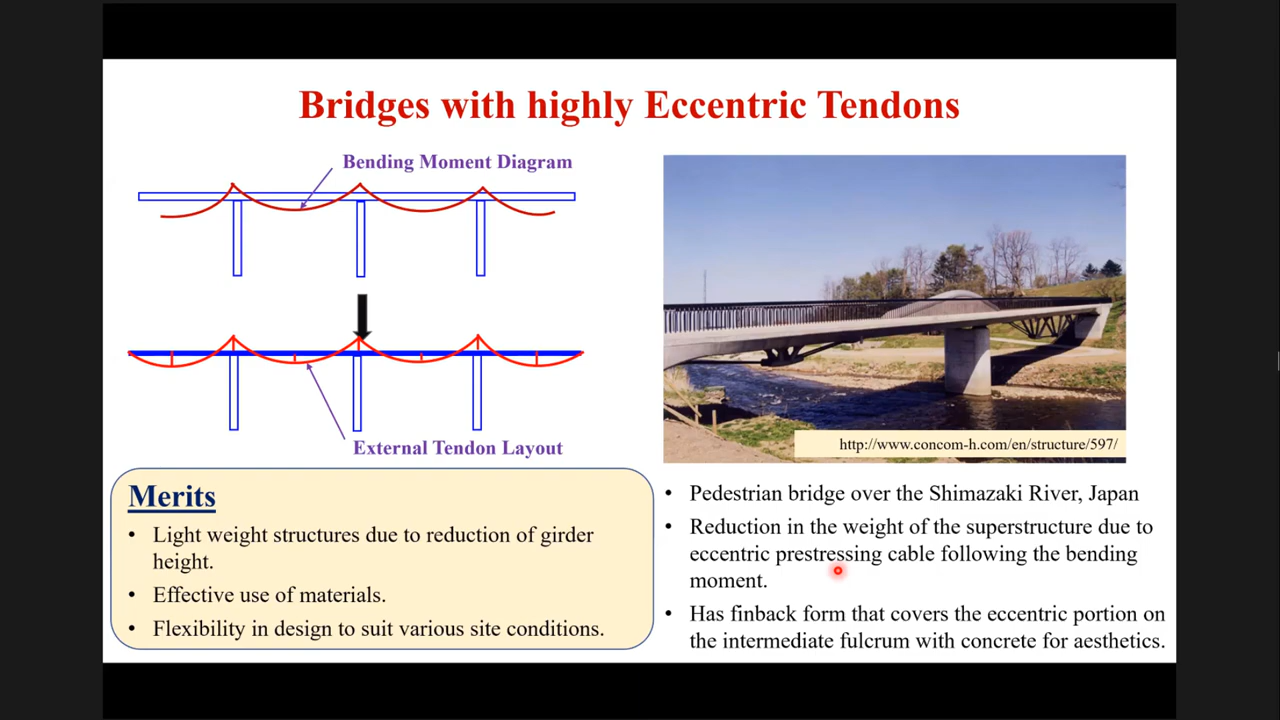 Bridges with highly Eccentric Tendons
Bending Moment Diagram
External Tendon Layout
http://www.concom-h.com/en/structure/597/
Merits
• Light weight structures due to reduction of girder
height.
• Effective use of materials.
• Flexibility in design to suit various site conditions.
• Pedestrian bridge over the Shimazaki River, Japan
• Reduction in the weight of the superstructure due to
eccentric prestressing cable following the bending
moment.
• Has finback form that covers the eccentric portion on
the intermediate fulcrum with concrete for aesthetics.